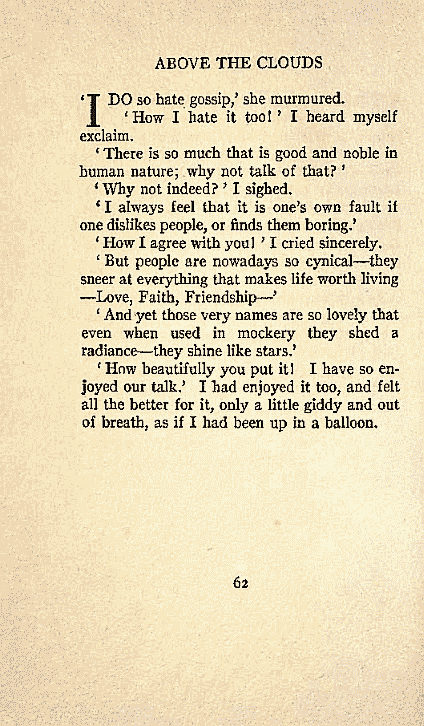 ABOVE THE CLOUDS
‘I DO so hate gossip,’ she murmured.
‘How I hate it too!’ I heard myself
exclaim.
‘There is so much that is good and noble in
human nature; why not talk of that?’
‘Why not indeed?’ I sighed.
‘I always feel that it is one’s own fault if
one dislikes people, or finds them boring.’
‘How I agree with you!’ I cried sincerely.
‘But people are nowadays so cynical—they
sneer at everything that makes life worth living
—Love, Faith, Friendship—’
‘And yet those very names are so lovely that
even when used in mockery they shed a
radiance—they shine like stars.’
‘How beautifully you put it! I have so en-
joyed our talk.’ I had enjoyed it too, and felt
all the better for it, only a little giddy and out
of breath, as if I had been up in a balloon.
62